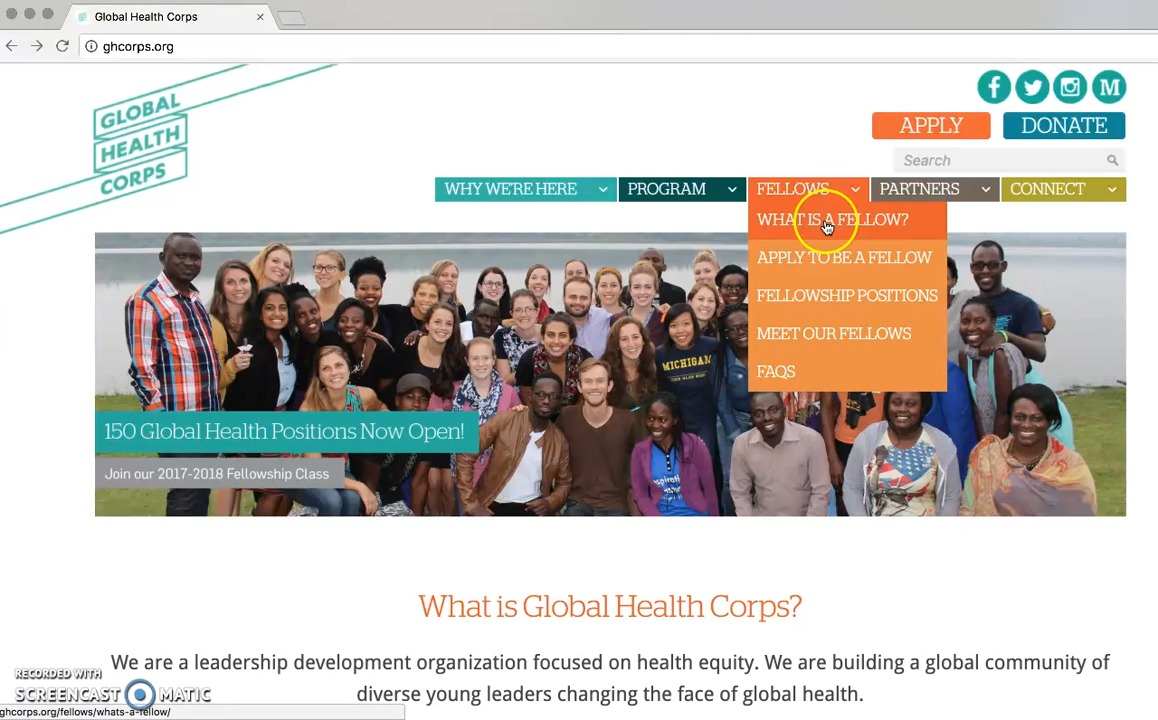 Global Health Corps
ghcorps.org
GLOBAL
HEALTH
CORPS
f
M
APPLY
DONATE
Search
WHY WE'RE HERE
PROGRAM
FELLOWS
PARTNERS
CONNECT
WHAT IS A FELLOW?
APPLY TO BE A FELLOW
FELLOWSHIP POSITIONS
MEET OUR FELLOWS
FAQS
MICHIGAN
150 Global Health Positions Now Open!
Join our 2017-2018 Fellowship Class
What is Global Health Corps?
We are a leadership development organization focused on health equity. We are building a global community of
diverse young leaders changing the face of global health.
RECORDED WITH
SCREENCAST MATIC
ghcorps.org/fellows/whats-a-fellow/